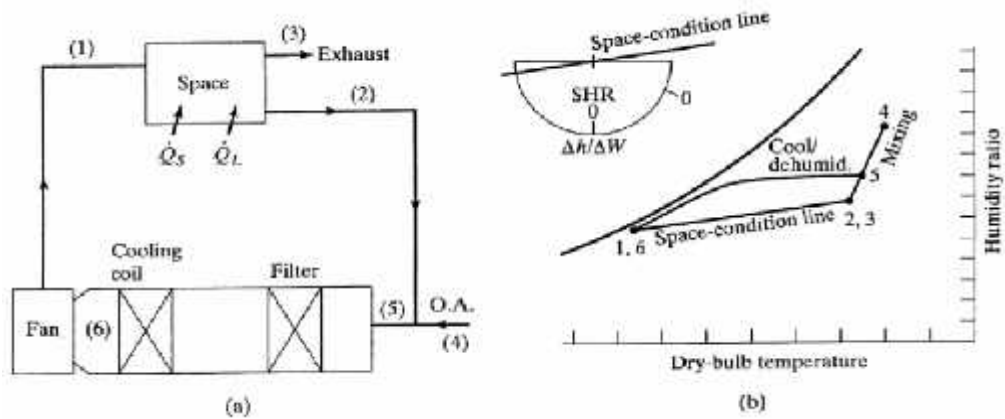 (1)
(3)
Exhaust
Space
(2)
Q̇S
Q̇L
Cooling
coil
Filter
Fan
(6)
(5)
O.A.
(4)
(a)
Space-condition line
SHR
0
0
Δh/ΔW
4
Mixing
Cool/
dehumid.
5
2, 3
Space-condition line
1, 6
Humidity ratio
Dry-bulb temperature
(b)